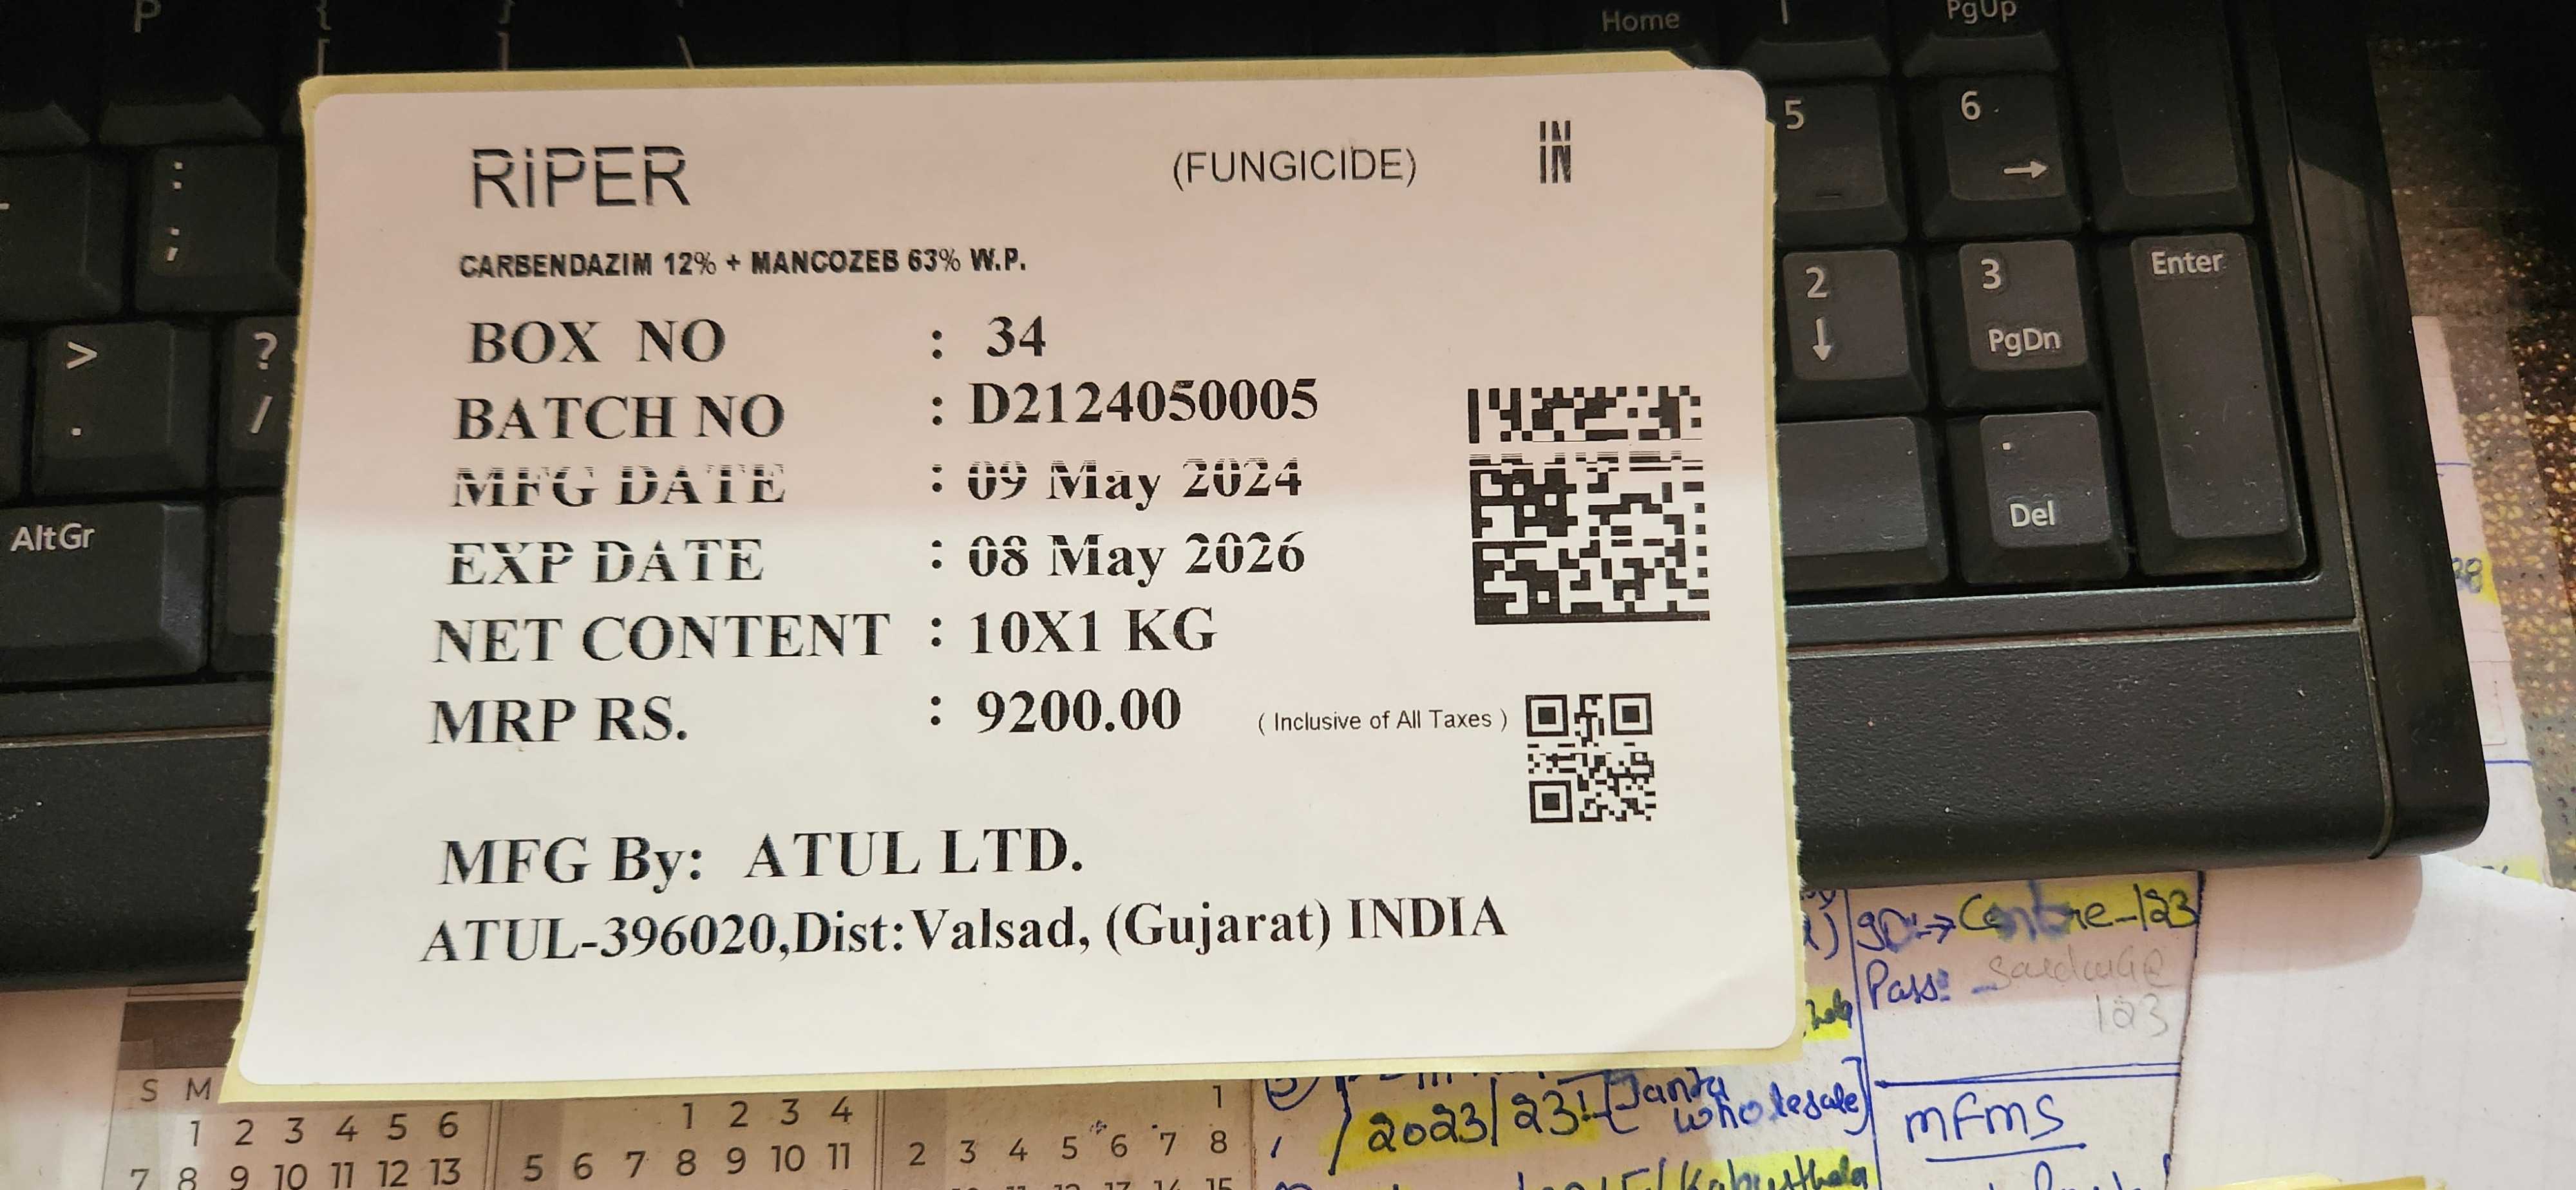 RiPER (FUNGICIDE) IN
IN
CARBENDAZIM 12% + MANCOZEB 63% W.P.
BOX NO : 34
BATCH NO : D2124050005
MFG DATE : 09 May 2024
EXP DATE : 08 May 2026
NET CONTENT : 10X1 KG
MRP RS. : 9200.00 ( Inclusive of All Taxes )
MFG By: ATUL LTD.
ATUL-396020,Dist:Valsad, (Gujarat) INDIA
P { }
[ ] \
Home PgUp
: ;
5 6 →
> . ? /
2 ↓ 3 PgDn Enter
AltGr
Del
Centre-123
Pass:
123
S M
1 2 3 4 5 6
7 8 9 10 11 12 13
1 2 3 4
5 6 7 8 9 10 11
1
2 3 4 5 6 7 8
2023/23
wholesale]
mFmS